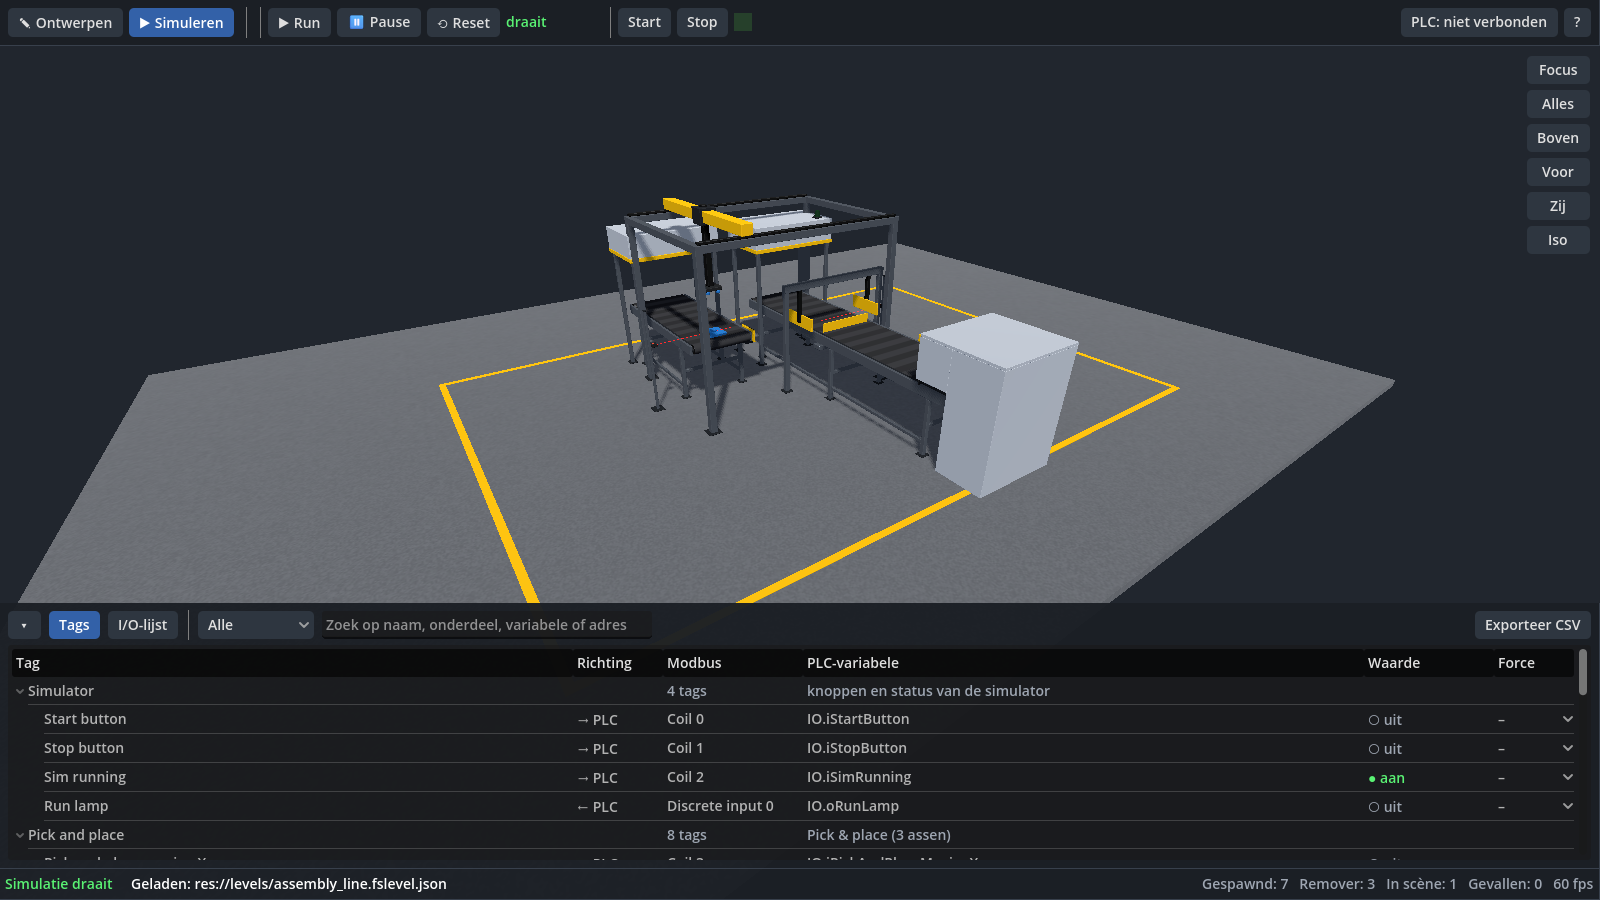 Ontwerpen Simuleren Run Pause Reset draait Start Stop PLC: niet verbonden ?
Focus
Alles
Boven
Voor
Zij
Iso
Tags I/O-lijst Alle Zoek op naam, onderdeel, variabele of adres Exporteer CSV
Tag Richting Modbus PLC-variabele Waarde Force
Simulator 4 tags knoppen en status van de simulator
Start button → PLC Coil 0 IO.iStartButton uit –
Stop button → PLC Coil 1 IO.iStopButton uit –
Sim running → PLC Coil 2 IO.iSimRunning aan –
Run lamp ← PLC Discrete input 0 IO.oRunLamp uit –
Pick and place 8 tags Pick & place (3 assen)
Simulatie draait Geladen: res://levels/assembly_line.fslevel.json Gespawnd: 7 Remover: 3 In scène: 1 Gevallen: 0 60 fps